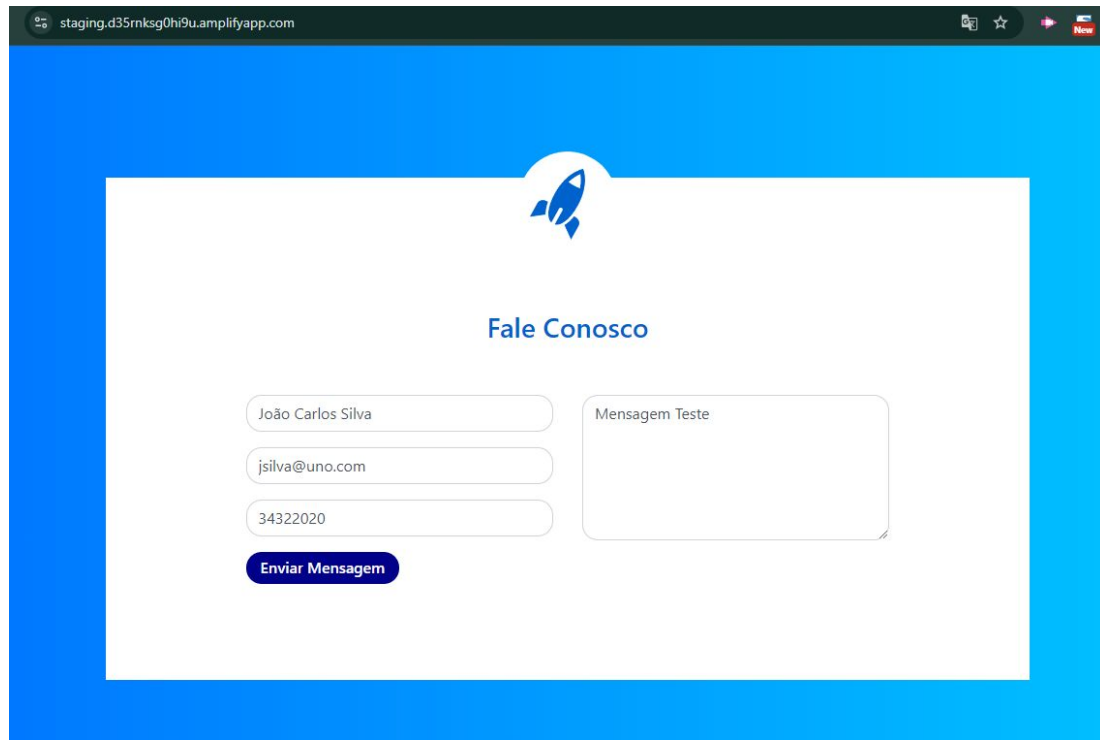 staging.d35rnksg0hi9u.amplifyapp.com
New
Fale Conosco
João Carlos Silva
jsilva@uno.com
34322020
Enviar Mensagem
Mensagem Teste